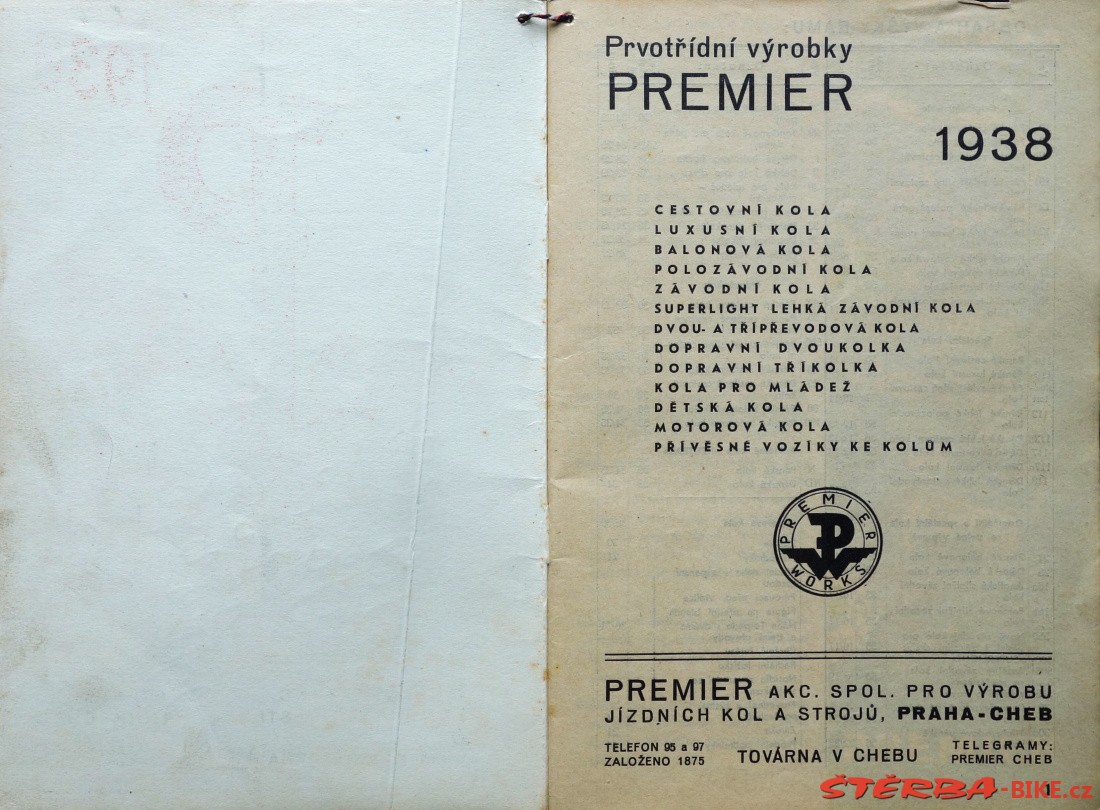 Prvotřídní výrobky
PREMIER
1938
CESTOVNÍ KOLA
LUXUSNÍ KOLA
BALONOVÁ KOLA
POLOZÁVODNÍ KOLA
ZÁVODNÍ KOLA
SUPERLIGHT LEHKÁ ZÁVODNÍ KOLA
DVOU- A TŘÍPŘEVODOVÁ KOLA
DOPRAVNÍ DVOUKOLKA
DOPRAVNÍ TŘÍKOLKA
KOLA PRO MLÁDEŽ
DĚTSKÁ KOLA
MOTOROVÁ KOLA
PŘÍVĚSNÉ VOZÍKY KE KOLŮM
PREMIER
PW
WORKS
PREMIER AKC. SPOL. PRO VÝROBU
JÍZDNÍCH KOL A STROJŮ, PRAHA-CHEB
TELEFON 95 a 97
ZALOŽENO 1875
TOVÁRNA V CHEBU
TELEGRAMY:
PREMIER CHEB
1
ŠTĚRBA-BIKE.cz